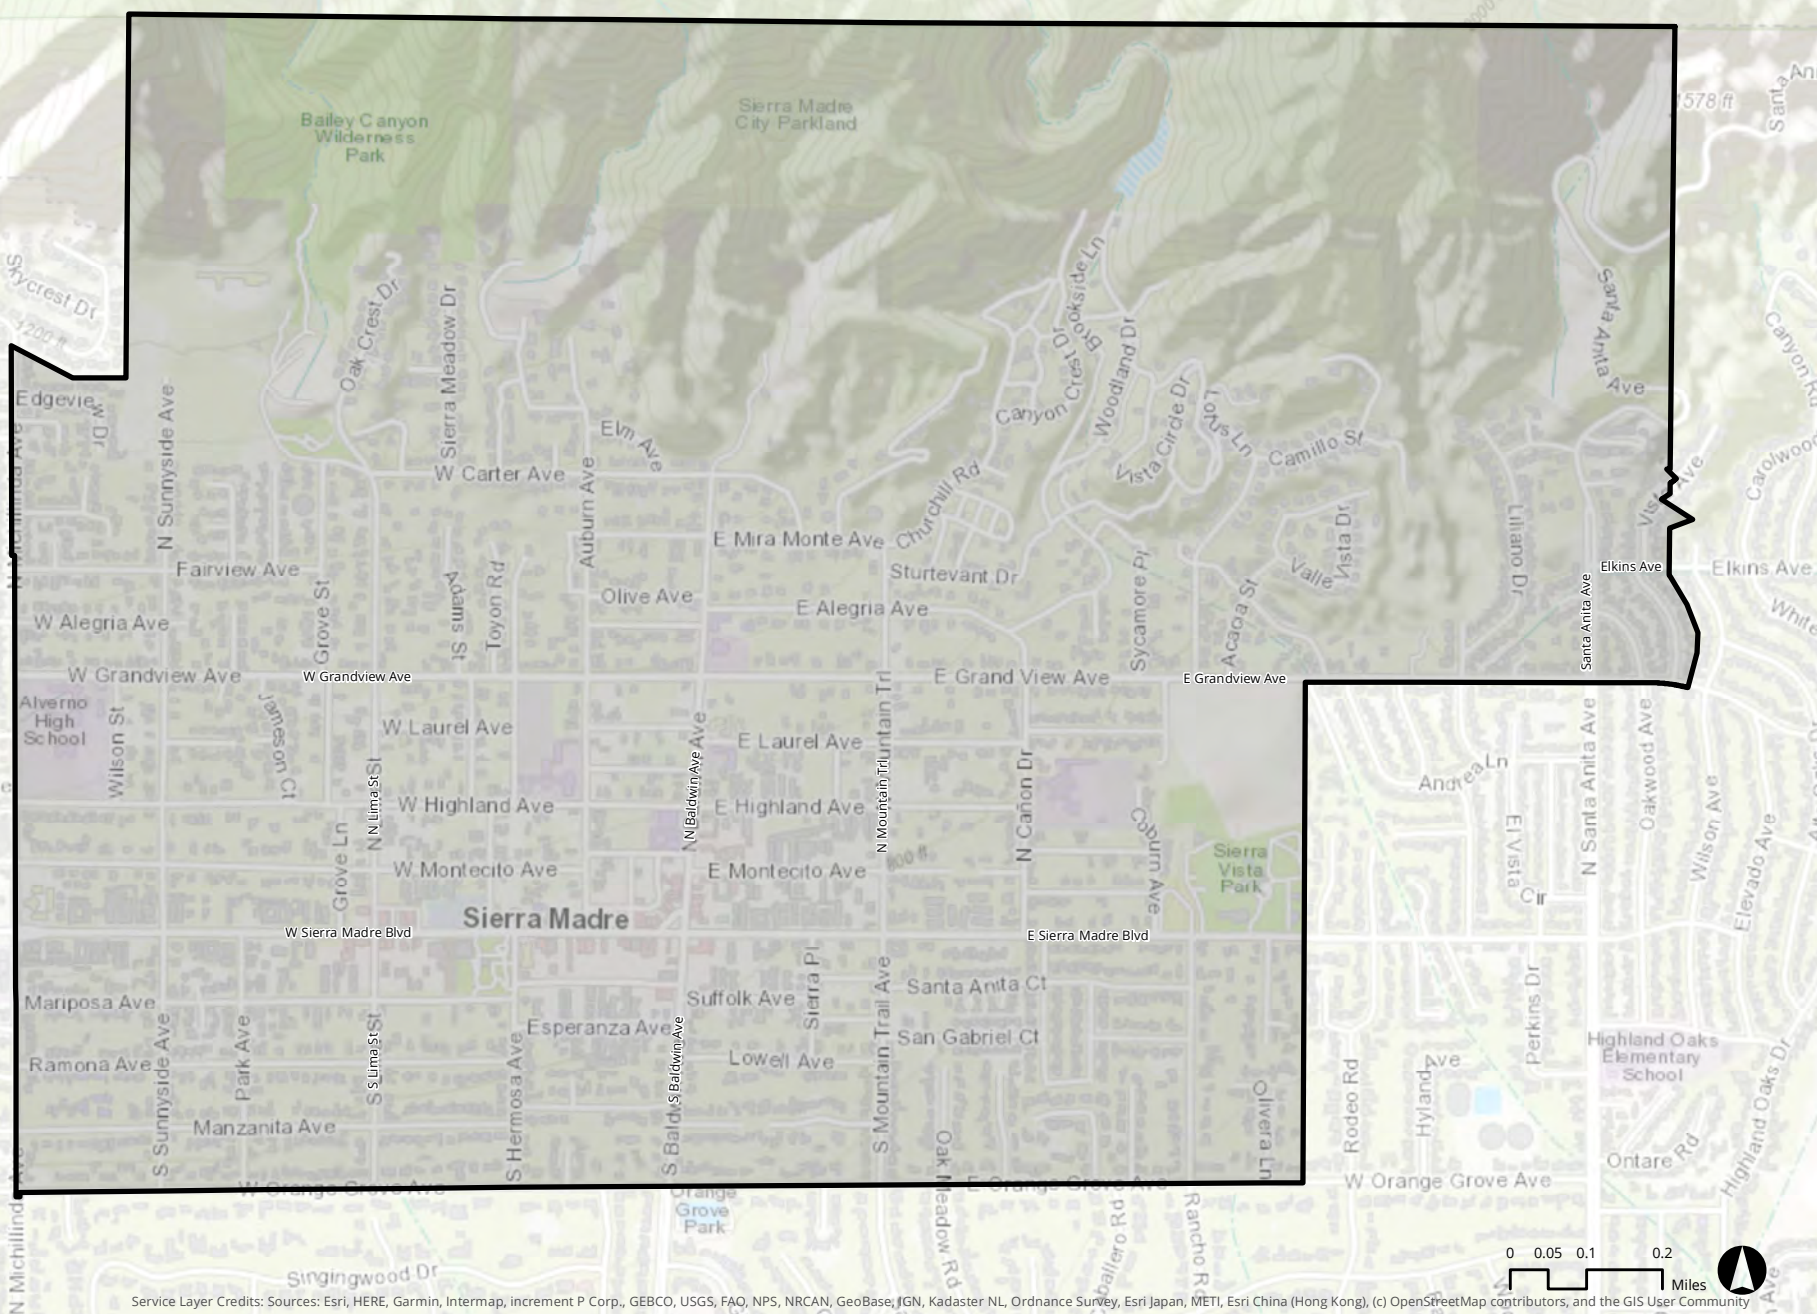 Bailey Canyon
Wilderness
Park
Sierra Madre
City Parkland
1578 ft
Skycrest Dr
1200 ft
Oak Crest Dr
Sierra Meadow Dr
Brookside Ln
Canyon Crest Dr
Woodland Dr
Santa Anita Ave
Edgeview Dr
N Sunnyside Ave
Elm Ave
Vista Circle Dr
Lotus Ln
Camillo St
W Carter Ave
Auburn Ave
Churchill Rd
Carolwood
E Mira Monte Ave
Liliano Dr
Vista Ave
Fairview Ave
Grove St
Adams St
Toyon Rd
Olive Ave
Sturtevant Dr
E Alegria Ave
Sycamore Pl
Acacia St
Valle Vista Dr
Elkins Ave
Elkins Ave
Santa Anita Ave
W Alegria Ave
W Grandview Ave
W Grandview Ave
E Grand View Ave
E Grandview Ave
Alverno
High
School
Wilson St
Jameson Ct
W Laurel Ave
E Laurel Ave
N Lima St
N Baldwin Ave
N Mountain Trl
N Cañon Dr
W Highland Ave
E Highland Ave
Coburn Ave
Andrea Ln
El Vista
Cir
N Santa Anita Ave
Oakwood Ave
Wilson Ave
Elevado Ave
Grove Ln
W Montecito Ave
E Montecito Ave
800 ft
Sierra
Vista
Park
Sierra Madre
W Sierra Madre Blvd
E Sierra Madre Blvd
Mariposa Ave
Suffolk Ave
Sierra Pl
Santa Anita Ct
Esperanza Ave
San Gabriel Ct
Ramona Ave
Lowell Ave
S Sunnyside Ave
Park Ave
S Lima St
S Hermosa Ave
S Baldwin Ave
S Mountain Trail Ave
Perkins Dr
Highland Oaks
Elementary
School
Highland Oaks Dr
Rodeo Rd
Hyland Ave
Manzanita Ave
Olivera Ln
Oak Meadow Rd
W Orange Grove Ave
E Orange Grove Ave
W Orange Grove Ave
Ontare Rd
Orange
Grove
Park
Rancho R
Singingwood Dr
N Michillind
0 0.05 0.1 0.2
Miles
Service Layer Credits: Sources: Esri, HERE, Garmin, Intermap, increment P Corp., GEBCO, USGS, FAO, NPS, NRCAN, GeoBase, IGN, Kadaster NL, Ordnance Survey, Esri Japan, METI, Esri China (Hong Kong), (c) OpenStreetMap contributors, and the GIS User Community